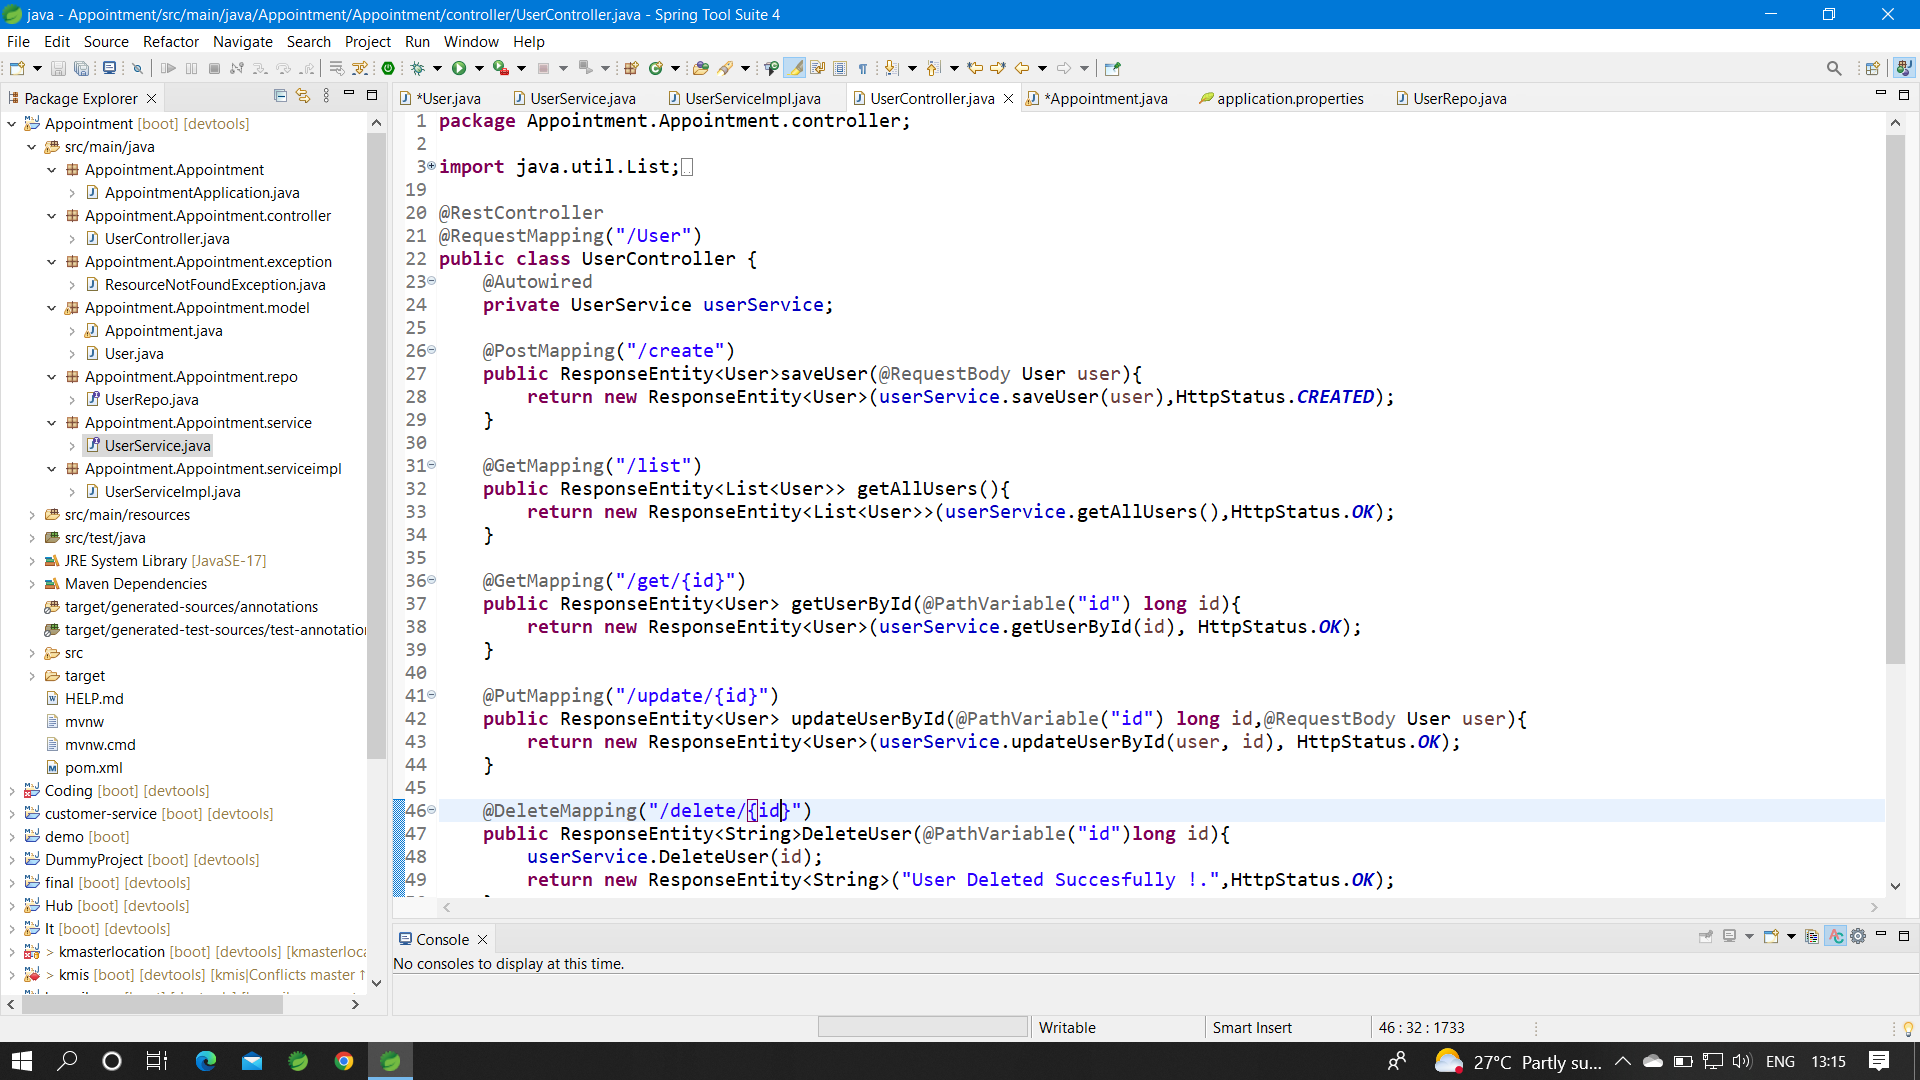 java - Appointment/src/main/java/Appointment/Appointment/controller/UserController.java - Spring Tool Suite 4
File Edit Source Refactor Navigate Search Project Run Window Help
Package Explorer
Appointment [boot] [devtools]
src/main/java
Appointment.Appointment
AppointmentApplication.java
Appointment.Appointment.controller
UserController.java
Appointment.Appointment.exception
ResourceNotFoundException.java
Appointment.Appointment.model
Appointment.java
User.java
Appointment.Appointment.repo
UserRepo.java
Appointment.Appointment.service
UserService.java
Appointment.Appointment.serviceimpl
UserServiceImpl.java
src/main/resources
src/test/java
JRE System Library [JavaSE-17]
Maven Dependencies
target/generated-sources/annotations
target/generated-test-sources/test-annotation
src
target
HELP.md
mvnw
mvnw.cmd
pom.xml
Coding [boot] [devtools]
customer-service [boot] [devtools]
demo [boot]
DummyProject [boot] [devtools]
final [boot] [devtools]
Hub [boot] [devtools]
It [boot] [devtools]
> kmasterlocation [boot] [devtools] [kmasterloca
> kmis [boot] [devtools] [kmis|Conflicts master ↑
*User.java UserService.java UserServiceImpl.java UserController.java *Appointment.java application.properties UserRepo.java
1 package Appointment.Appointment.controller;
2
3 import java.util.List;
19
20 @RestController
21 @RequestMapping("/User")
22 public class UserController {
23 @Autowired
24 private UserService userService;
25
26 @PostMapping("/create")
27 public ResponseEntity<User>saveUser(@RequestBody User user){
28 return new ResponseEntity<User>(userService.saveUser(user),HttpStatus.CREATED);
29 }
30
31 @GetMapping("/list")
32 public ResponseEntity<List<User>> getAllUsers(){
33 return new ResponseEntity<List<User>>(userService.getAllUsers(),HttpStatus.OK);
34 }
35
36 @GetMapping("/get/{id}")
37 public ResponseEntity<User> getUserById(@PathVariable("id") long id){
38 return new ResponseEntity<User>(userService.getUserById(id), HttpStatus.OK);
39 }
40
41 @PutMapping("/update/{id}")
42 public ResponseEntity<User> updateUserById(@PathVariable("id") long id,@RequestBody User user){
43 return new ResponseEntity<User>(userService.updateUserById(user, id), HttpStatus.OK);
44 }
45
46 @DeleteMapping("/delete/{id}")
47 public ResponseEntity<String>DeleteUser(@PathVariable("id")long id){
48 userService.DeleteUser(id);
49 return new ResponseEntity<String>("User Deleted Succesfully !.",HttpStatus.OK);
Console
No consoles to display at this time.
Writable Smart Insert 46 : 32 : 1733
27°C Partly su... ENG 13:15